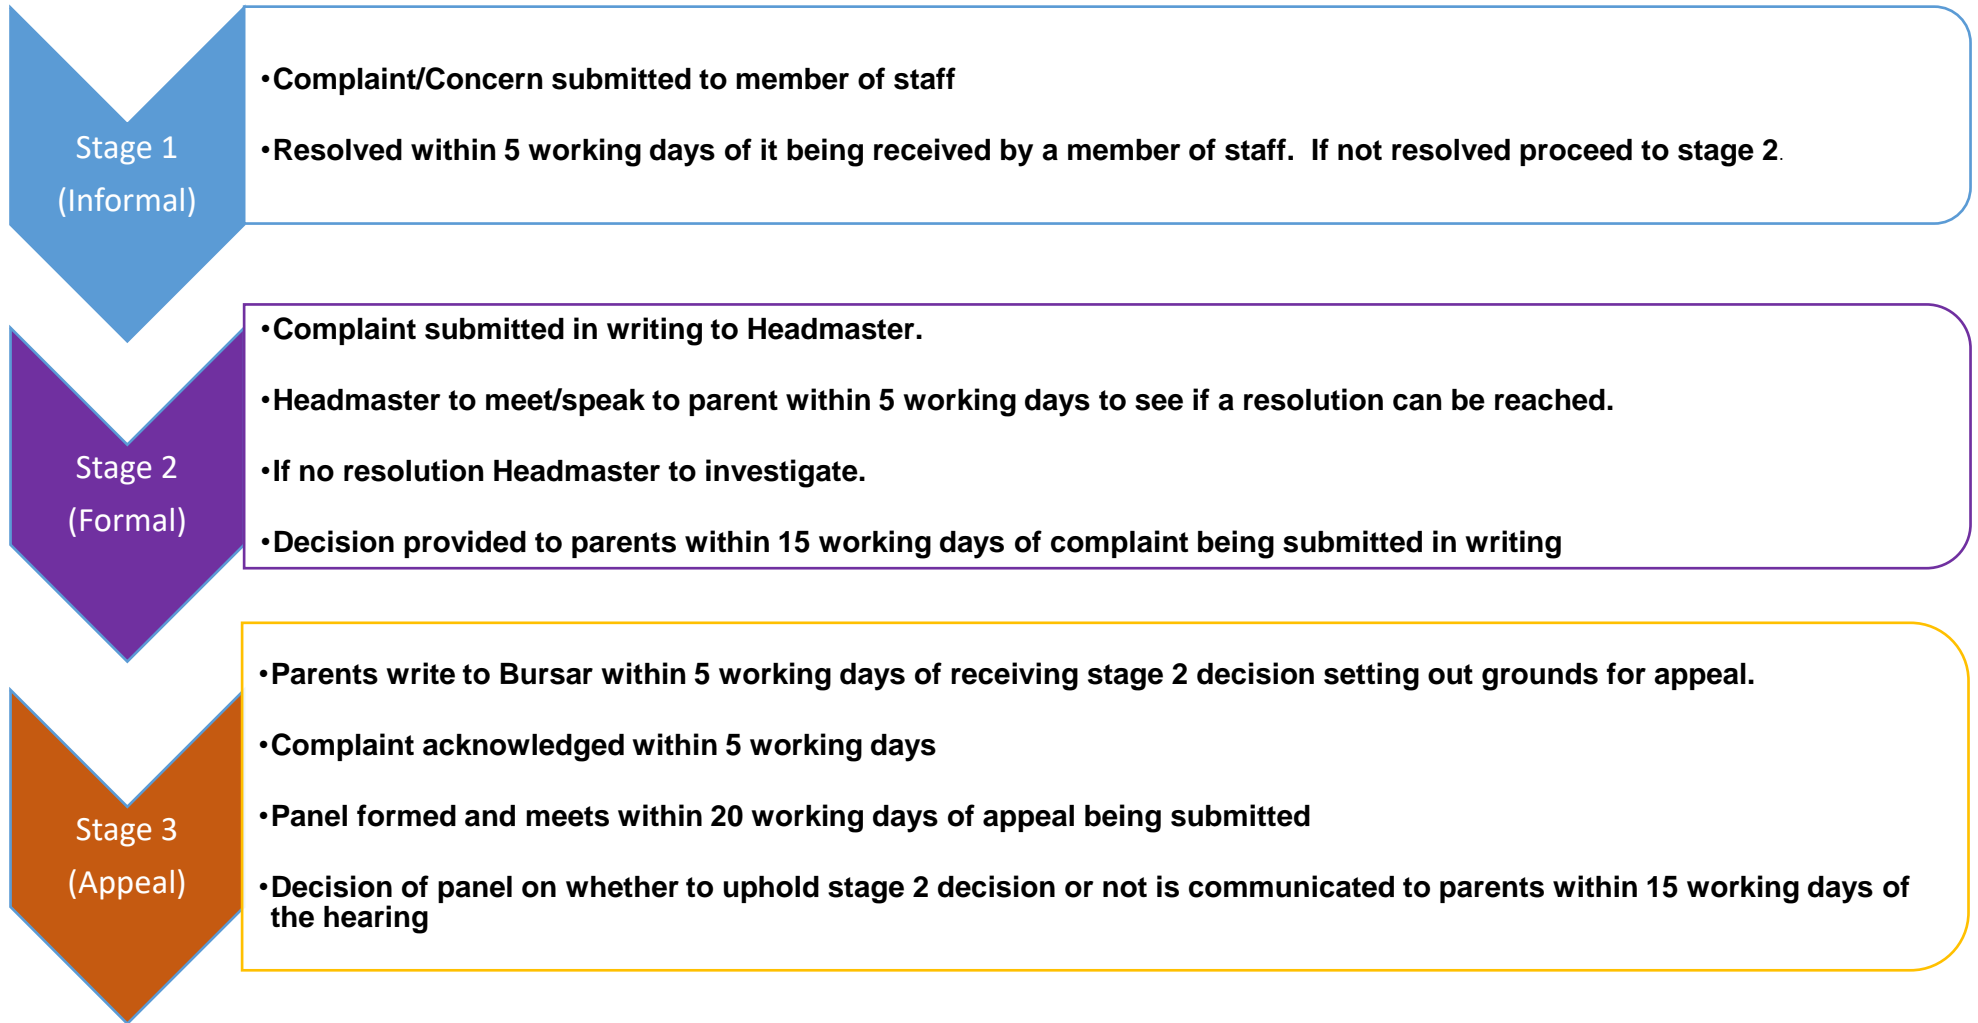 Stage 1
(Informal)
•Complaint/Concern submitted to member of staff
•Resolved within 5 working days of it being received by a member of staff.  If not resolved proceed to stage 2.
Stage 2
(Formal)
•Complaint submitted in writing to Headmaster.
•Headmaster to meet/speak to parent within 5 working days to see if a resolution can be reached.
•If no resolution Headmaster to investigate.
•Decision provided to parents within 15 working days of complaint being submitted in writing
Stage 3
(Appeal)
•Parents write to Bursar within 5 working days of receiving stage 2 decision setting out grounds for appeal.
•Complaint acknowledged within 5 working days
•Panel formed and meets within 20 working days of appeal being submitted
•Decision of panel on whether to uphold stage 2 decision or not is communicated to parents within 15 working days of
the hearing